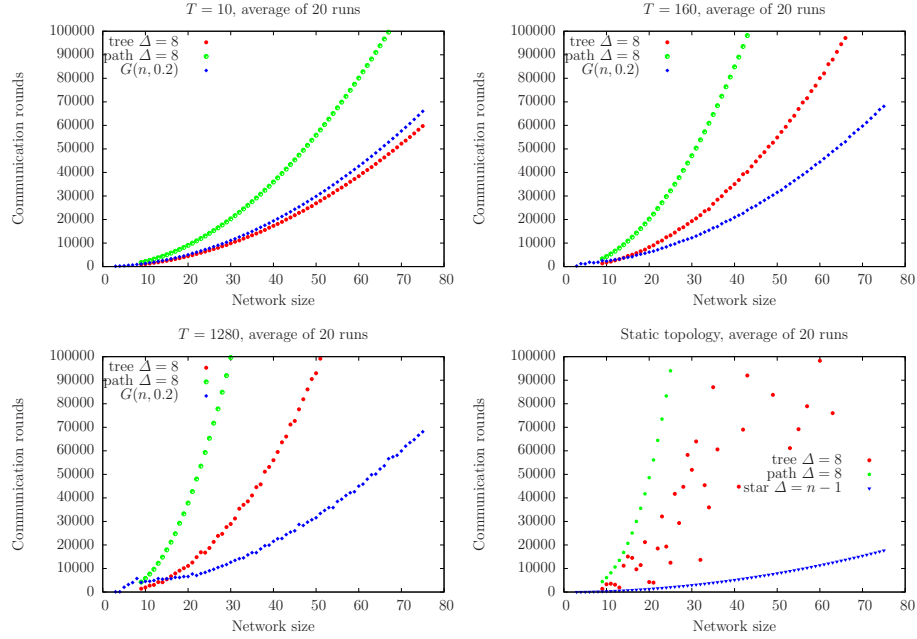 T = 10, average of 20 runs
100000
90000
80000
70000
60000
50000
40000
30000
20000
10000
0
0 10 20 30 40 50 60 70 80
Communication rounds
Network size
tree Δ = 8
path Δ = 8
G(n, 0.2)
T = 160, average of 20 runs
100000
90000
80000
70000
60000
50000
40000
30000
20000
10000
0
0 10 20 30 40 50 60 70 80
Communication rounds
Network size
tree Δ = 8
path Δ = 8
G(n, 0.2)
T = 1280, average of 20 runs
100000
90000
80000
70000
60000
50000
40000
30000
20000
10000
0
0 10 20 30 40 50 60 70 80
Communication rounds
Network size
tree Δ = 8
path Δ = 8
G(n, 0.2)
Static topology, average of 20 runs
100000
90000
80000
70000
60000
50000
40000
30000
20000
10000
0
0 10 20 30 40 50 60 70 80
Communication rounds
Network size
tree Δ = 8
path Δ = 8
star Δ = n − 1